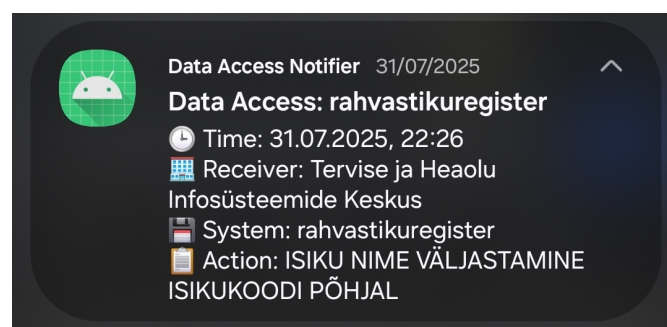 Data Access Notifier 31/07/2025
Data Access: rahvastikuregister
🕒 Time: 31.07.2025, 22:26
🏢 Receiver: Tervise ja Heaolu
Infosüsteemide Keskus
💾 System: rahvastikuregister
📋 Action: ISIKU NIME VÄLJASTAMINE
ISIKUKOODI PÕHJAL